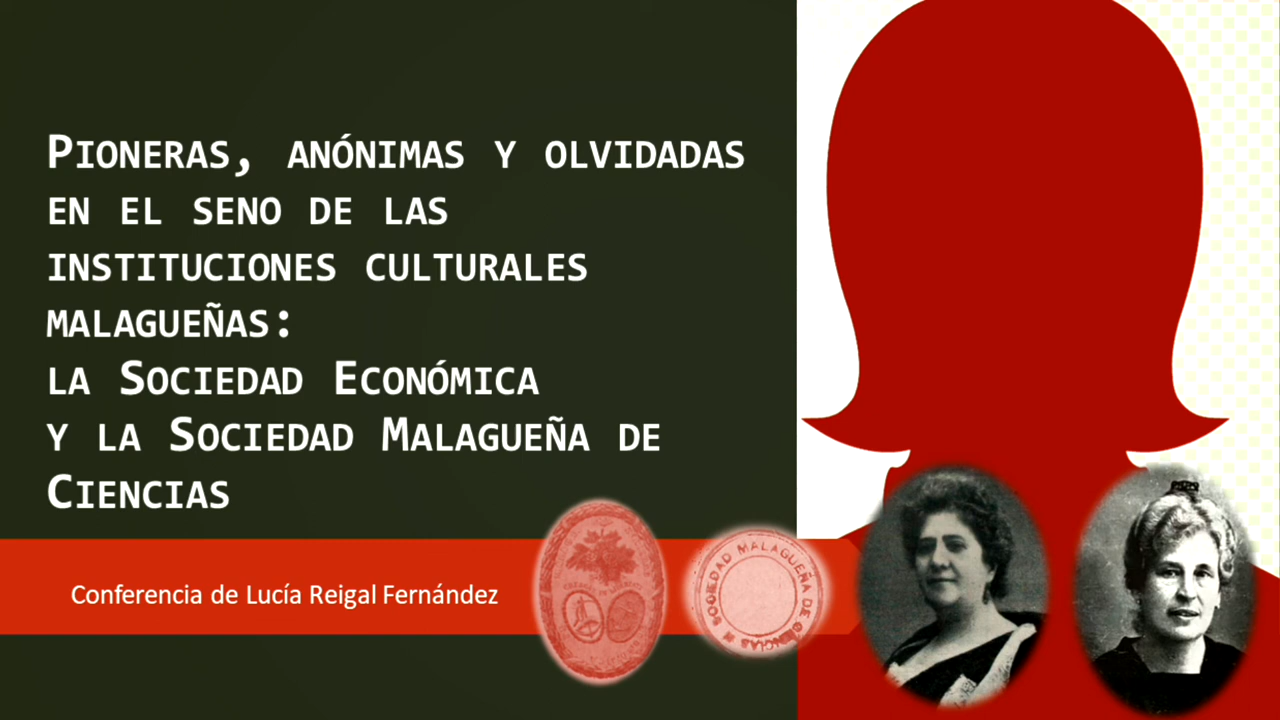 Pioneras, anónimas y olvidadas
en el seno de las
instituciones culturales
malagueñas:
la Sociedad Económica
y la Sociedad Malagueña de
Ciencias
Conferencia de Lucía Reigal Fernández
SOCIEDAD MALAGUEÑA DE CIENCIAS